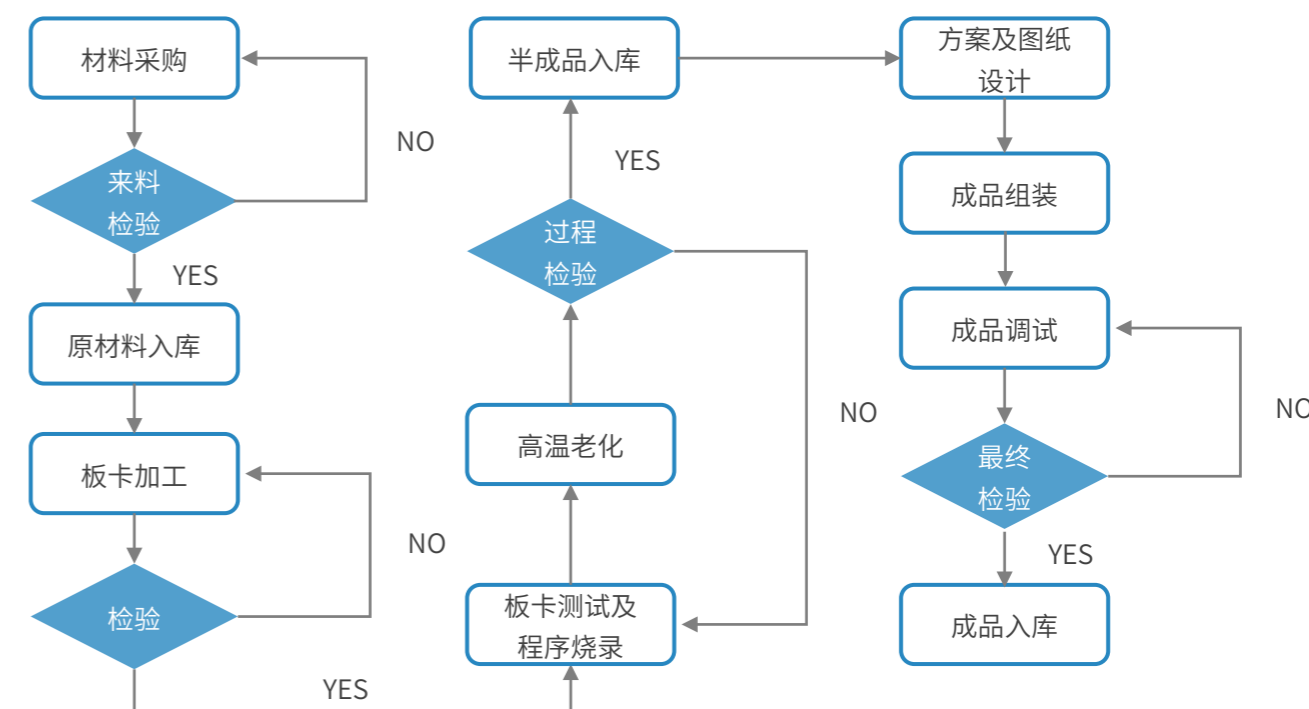 材料采购
NO
来料
检验
YES
原材料入库
板卡加工
NO
检验
YES
半成品入库
YES
过程
检验
高温老化
NO
板卡测试及
程序烧录
方案及图纸
设计
成品组装
成品调试
NO
最终
检验
YES
成品入库